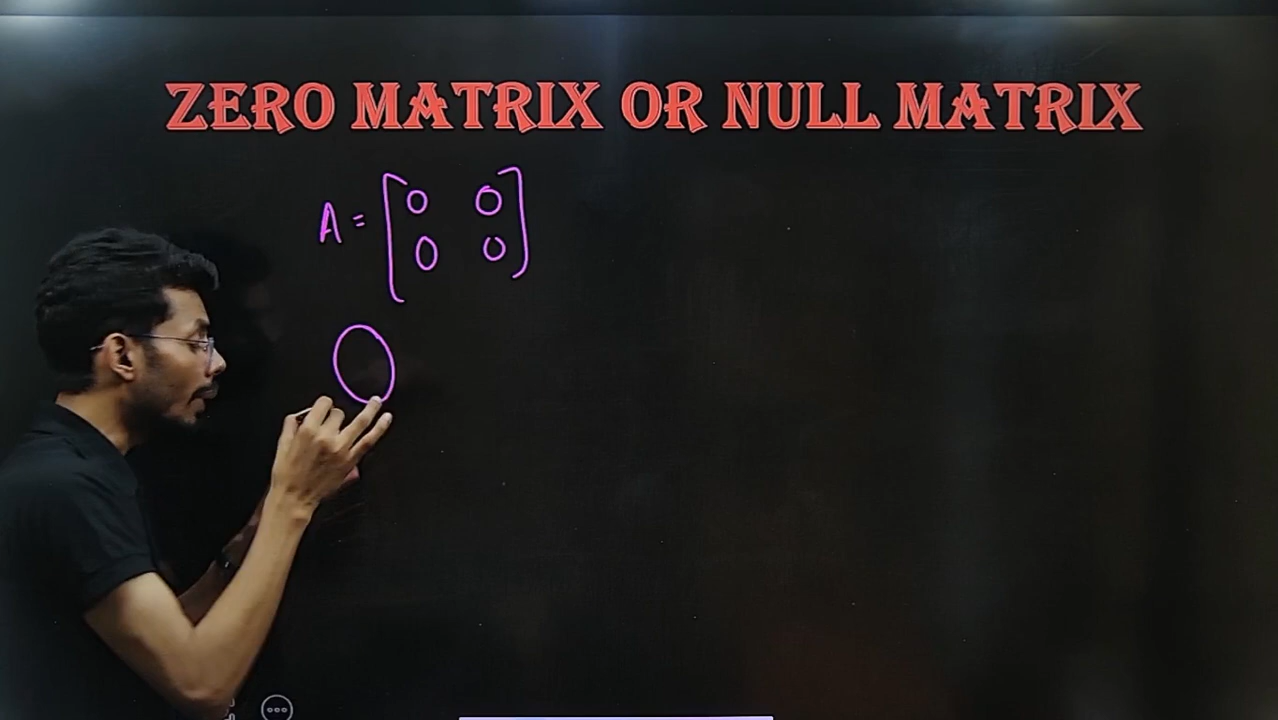 ZERO MATRIX OR NULL MATRIX
A = [0 0
0 0]
O